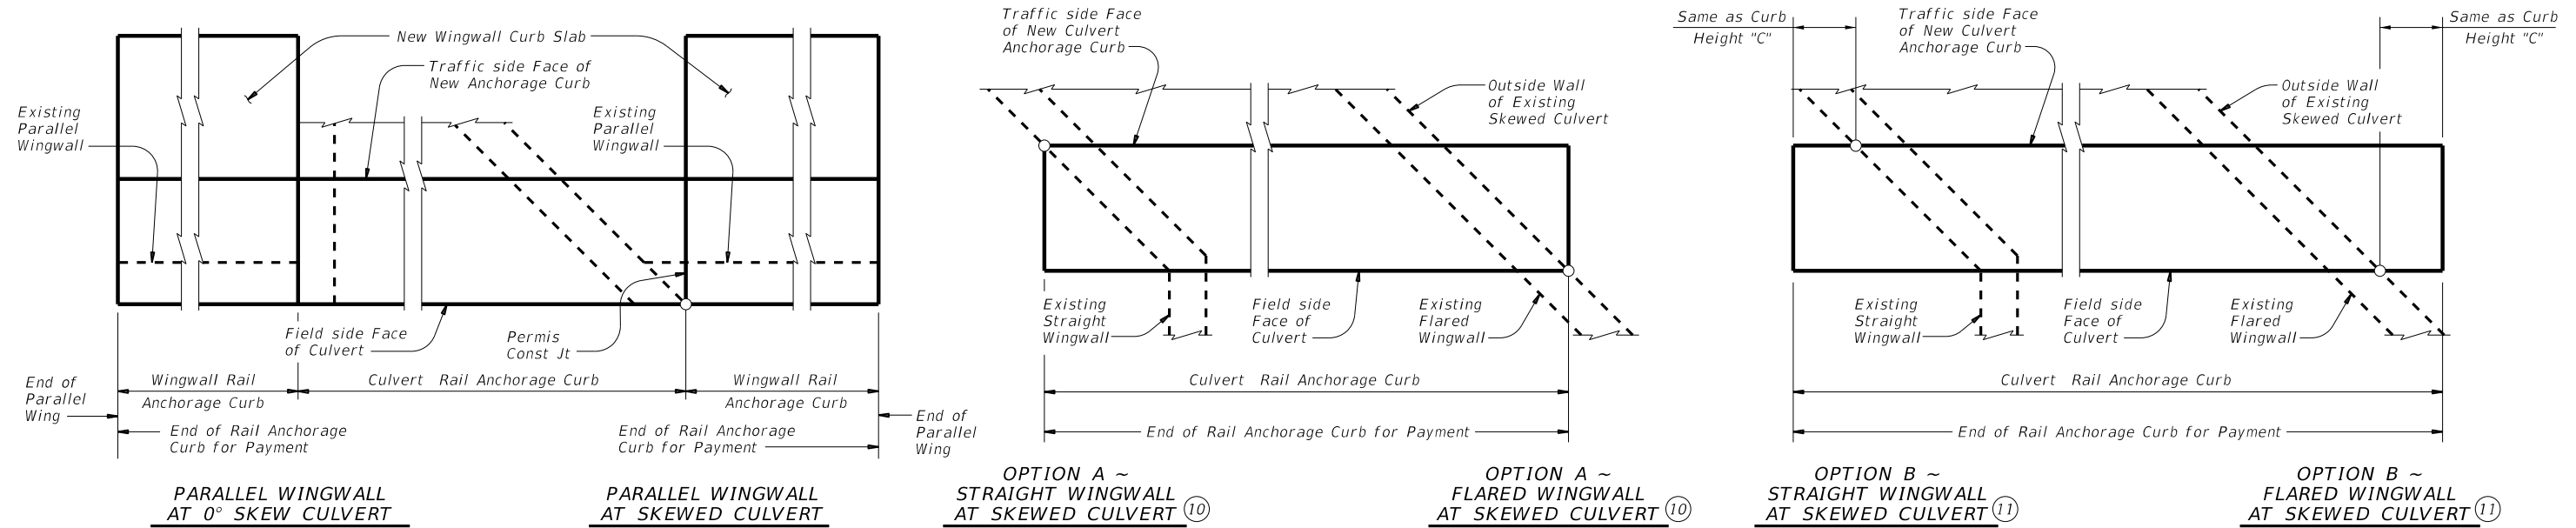 New Wingwall Curb Slab
Traffic side Face of
New Anchorage Curb
Existing
Parallel
Wingwall
Existing
Parallel
Wingwall
Field side Face
of Culvert
Permis
Const Jt
End of
Parallel
Wing
Wingwall Rail
Anchorage Curb
Culvert Rail Anchorage Curb
Wingwall Rail
Anchorage Curb
End of Rail Anchorage
Curb for Payment
End of Rail Anchorage
Curb for Payment
End of
Parallel
Wing
PARALLEL WINGWALL
AT 0° SKEW CULVERT
PARALLEL WINGWALL
AT SKEWED CULVERT
Traffic side Face
of New Culvert
Anchorage Curb
Outside Wall
of Existing
Skewed Culvert
Existing
Straight
Wingwall
Field side
Face of
Culvert
Existing
Flared
Wingwall
Culvert Rail Anchorage Curb
End of Rail Anchorage Curb for Payment
OPTION A ~
STRAIGHT WINGWALL
AT SKEWED CULVERT 10
OPTION A ~
FLARED WINGWALL
AT SKEWED CULVERT 10
Same as Curb
Height "C"
Traffic side Face
of New Culvert
Anchorage Curb
Same as Curb
Height "C"
Outside Wall
of Existing
Skewed Culvert
Existing
Straight
Wingwall
Field side
Face of
Culvert
Existing
Flared
Wingwall
Culvert Rail Anchorage Curb
End of Rail Anchorage Curb for Payment
OPTION B ~
STRAIGHT WINGWALL
AT SKEWED CULVERT 11
OPTION B ~
FLARED WINGWALL
AT SKEWED CULVERT 11